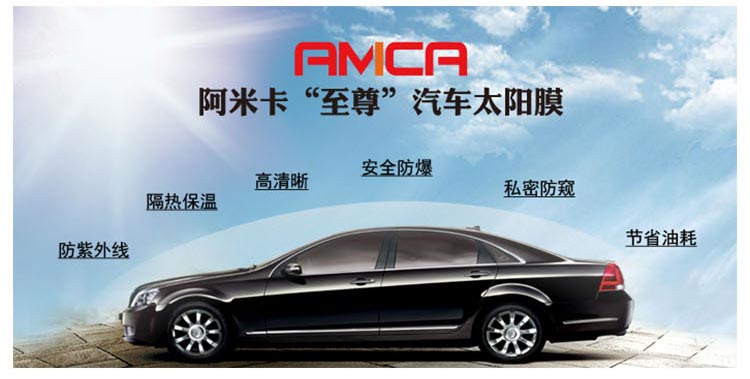 AMCA
阿米卡“至尊”汽车太阳膜
安全防爆
高清晰
私密防窥
隔热保温
节省油耗
防紫外线